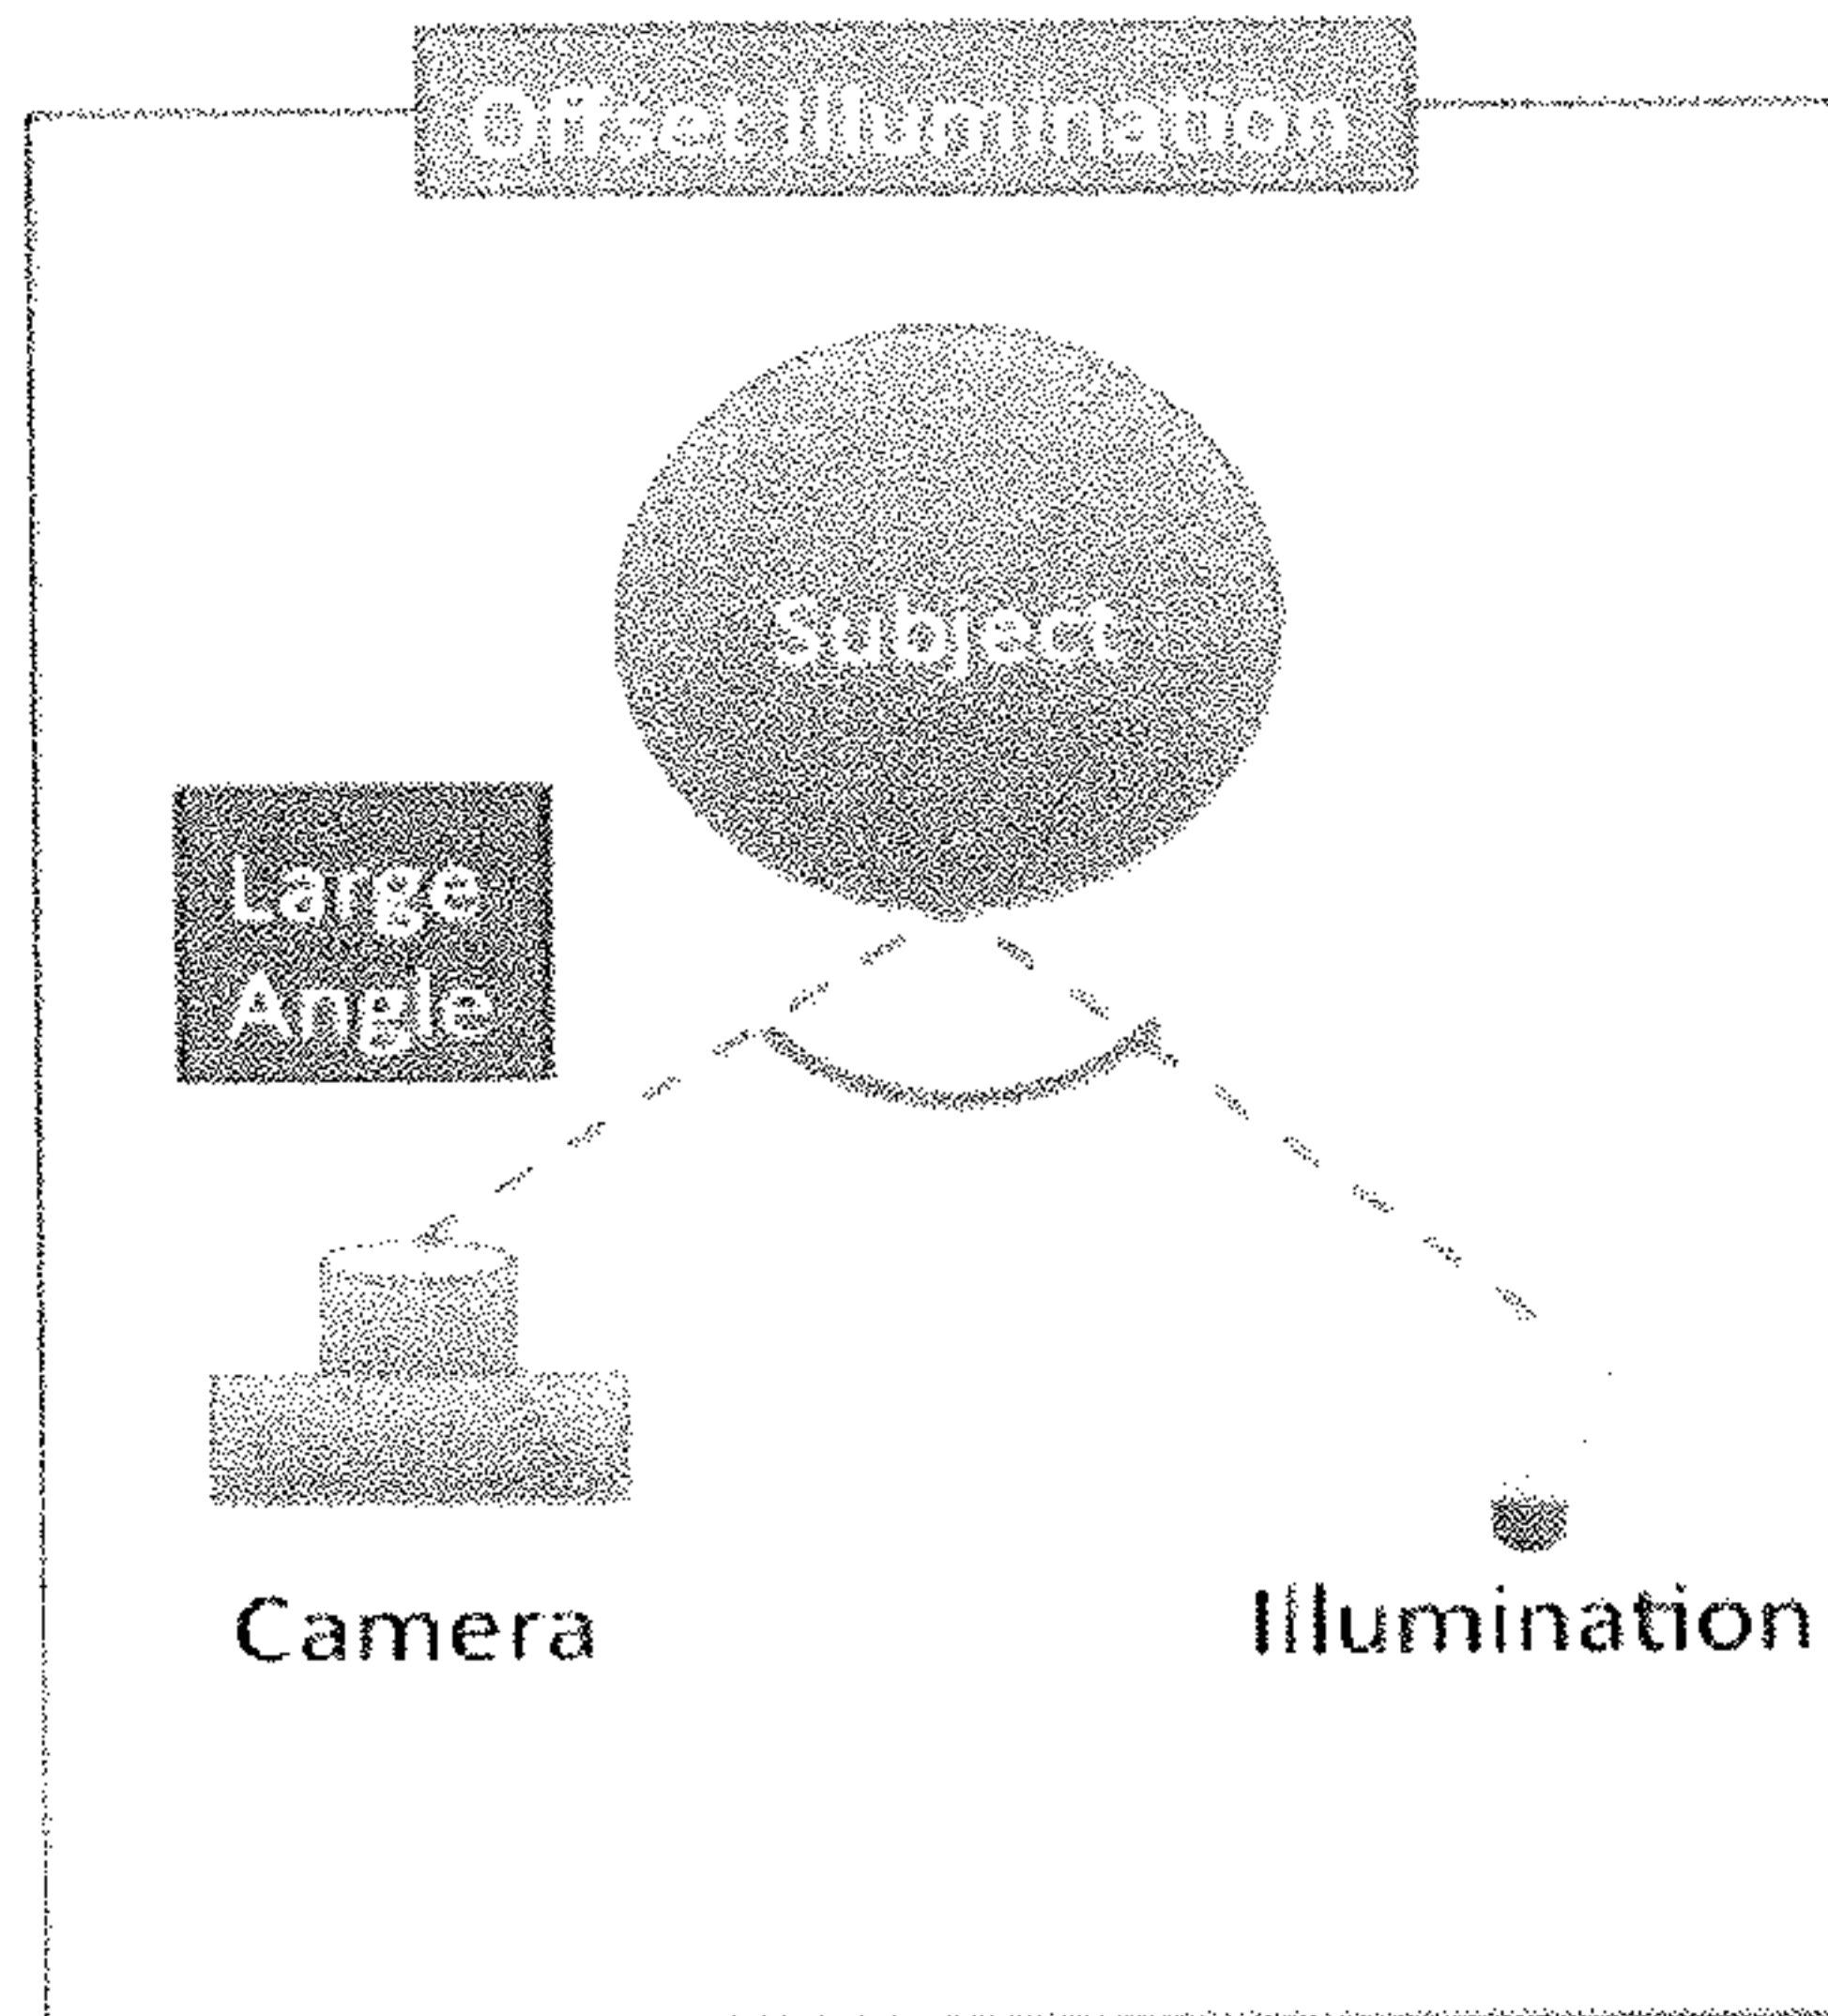 Offset Illumination
Subject
Large
Angle
Camera
Illumination